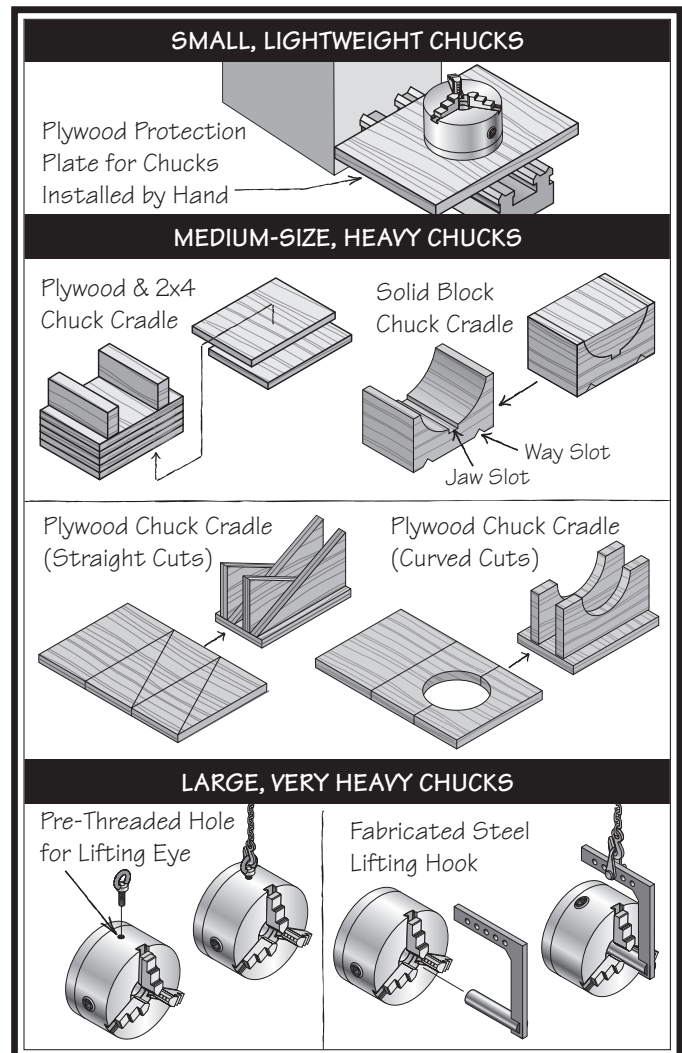 SMALL, LIGHTWEIGHT CHUCKS
Plywood Protection
Plate for Chucks
Installed by Hand
MEDIUM-SIZE, HEAVY CHUCKS
Plywood & 2x4
Chuck Cradle
Solid Block
Chuck Cradle
Way Slot
Jaw Slot
Plywood Chuck Cradle
(Straight Cuts)
Plywood Chuck Cradle
(Curved Cuts)
LARGE, VERY HEAVY CHUCKS
Pre-Threaded Hole
for Lifting Eye
Fabricated Steel
Lifting Hook